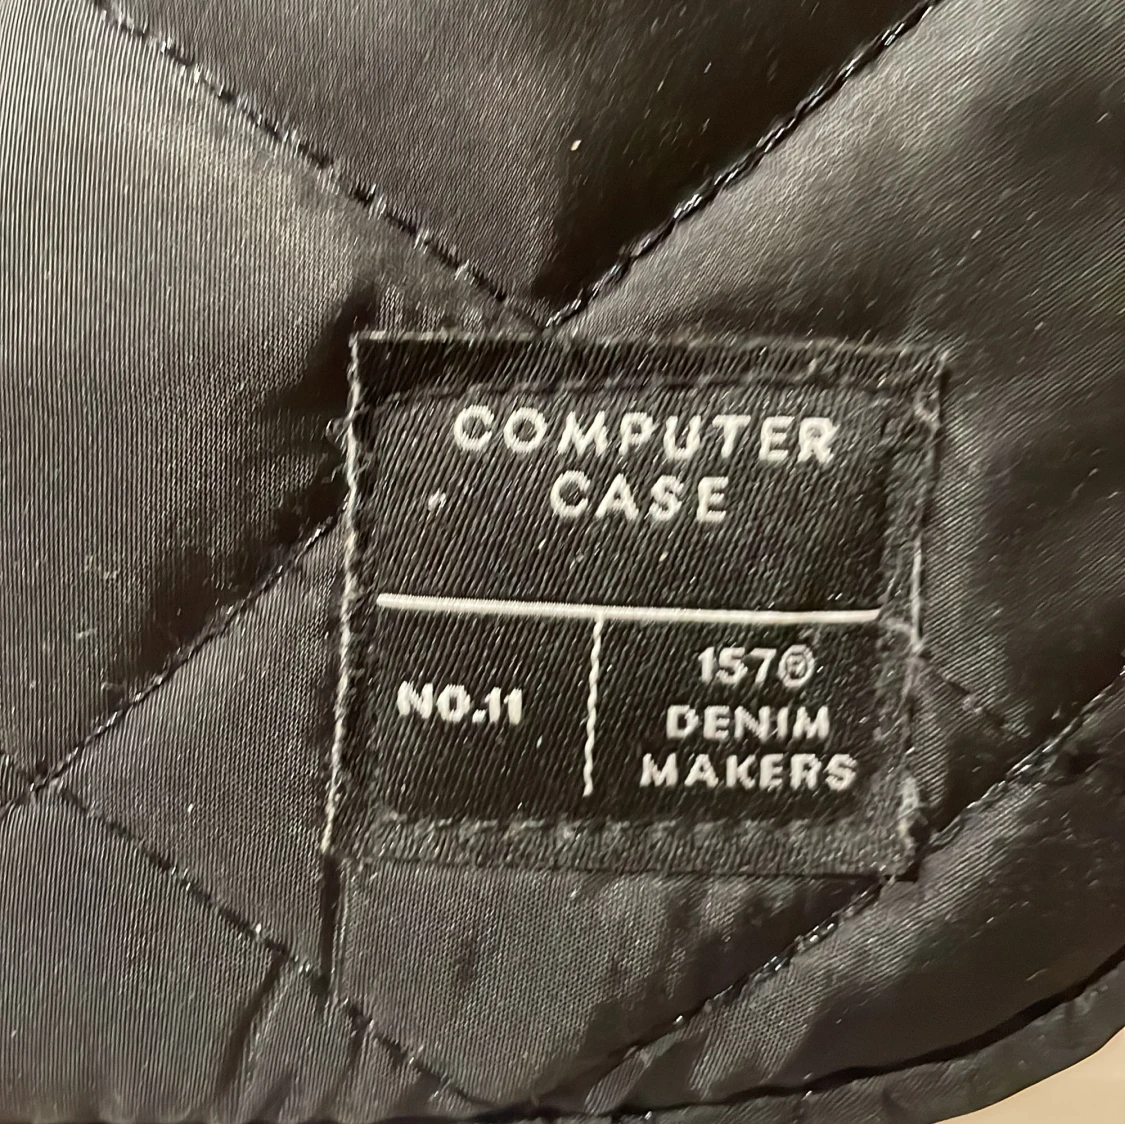 COMPUTER
CASE
NO.11
157®
DENIM
MAKERS